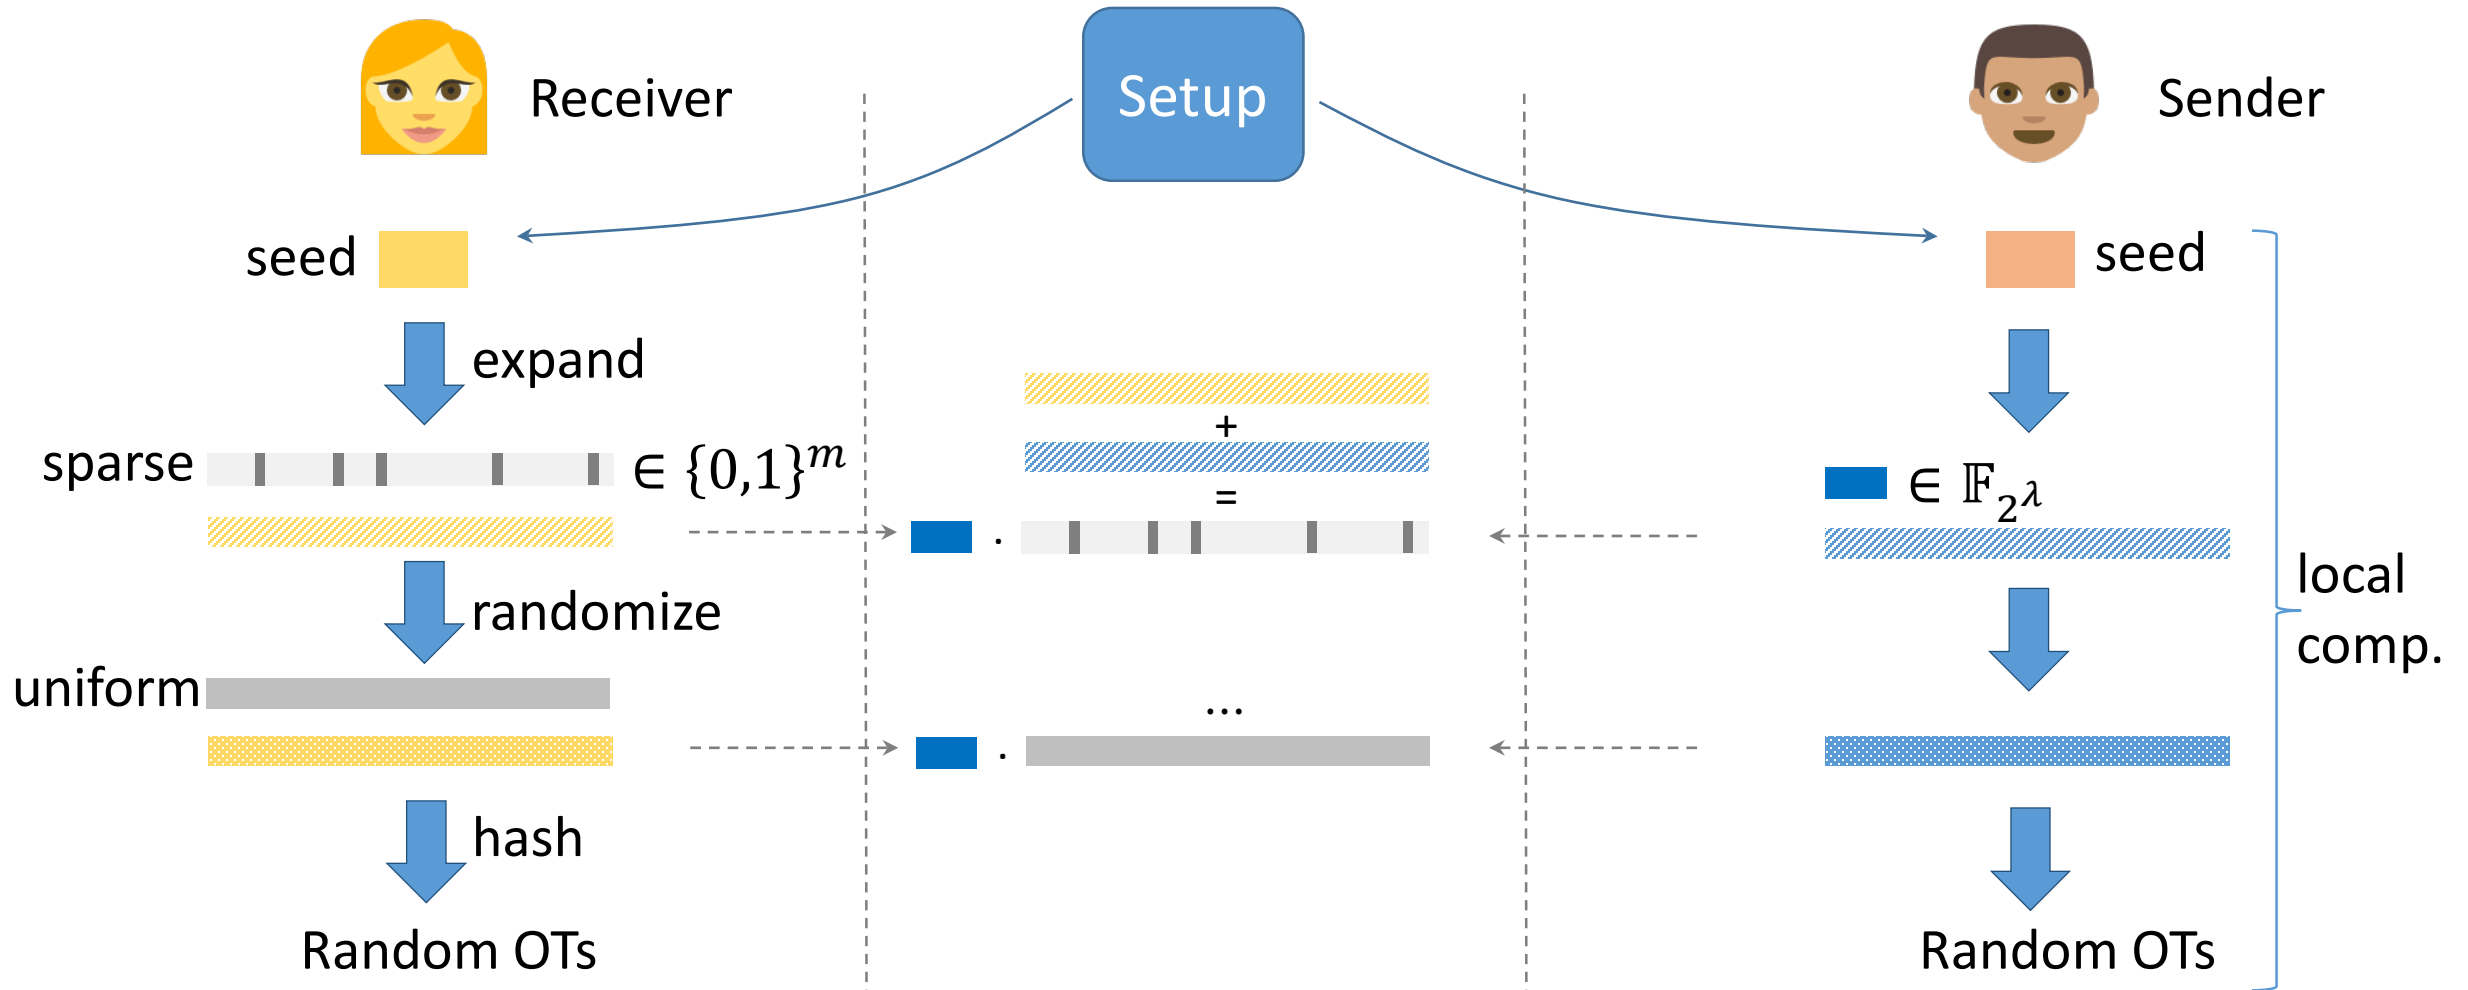 Receiver
Setup
Sender
seed
seed
expand
+
sparse
∈ {0,1}^m
=
·
∈ 𝔽_{2^λ}
local
comp.
randomize
uniform
...
·
hash
Random OTs
Random OTs